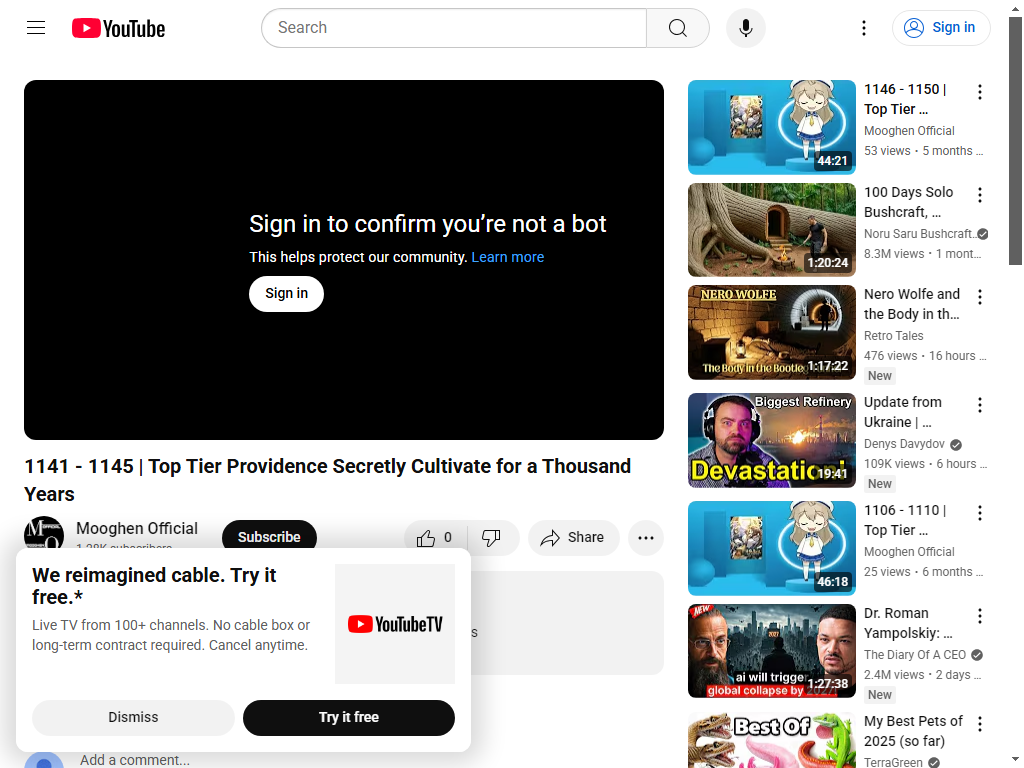 YouTube
Search
Sign in
Sign in to confirm you’re not a bot
This helps protect our community. Learn more
Sign in
1141 - 1145 | Top Tier Providence Secretly Cultivate for a Thousand
Years
Mooghen Official
Subscribe
0
Share
We reimagined cable. Try it
free.*
Live TV from 100+ channels. No cable box or
long-term contract required. Cancel anytime.
YouTubeTV
Dismiss
Try it free
Add a comment...
44:21
1146 - 1150 |
Top Tier ...
Mooghen Official
53 views • 5 months ...
1:20:24
100 Days Solo
Bushcraft, ...
Noru Saru Bushcraft
8.3M views • 1 mont...
NERO WOLFE
The Body in the
1:17:22
Nero Wolfe and
the Body in th...
Retro Tales
476 views • 16 hours ...
New
Biggest Refinery
19:41
Update from
Ukraine | ...
Denys Davydov
109K views • 6 hours ...
New
46:18
1106 - 1110 |
Top Tier ...
Mooghen Official
25 views • 6 months ...
NEW
2027
ai will trigger
global collapse by 2027!
1:27:38
Dr. Roman
Yampolskiy: ...
The Diary Of A CEO
2.4M views • 2 days ...
New
Best Of
My Best Pets of
2025 (so far)
TerraGreen